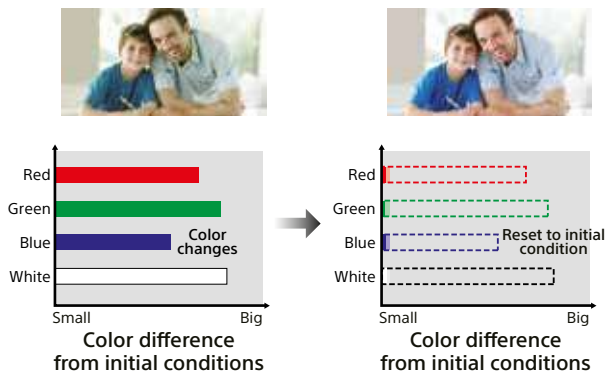 Red
Green
Blue
White
Color
changes
Small
Big
Color difference
from initial conditions
Red
Green
Blue
White
Reset to initial
condition
Small
Big
Color difference
from initial conditions